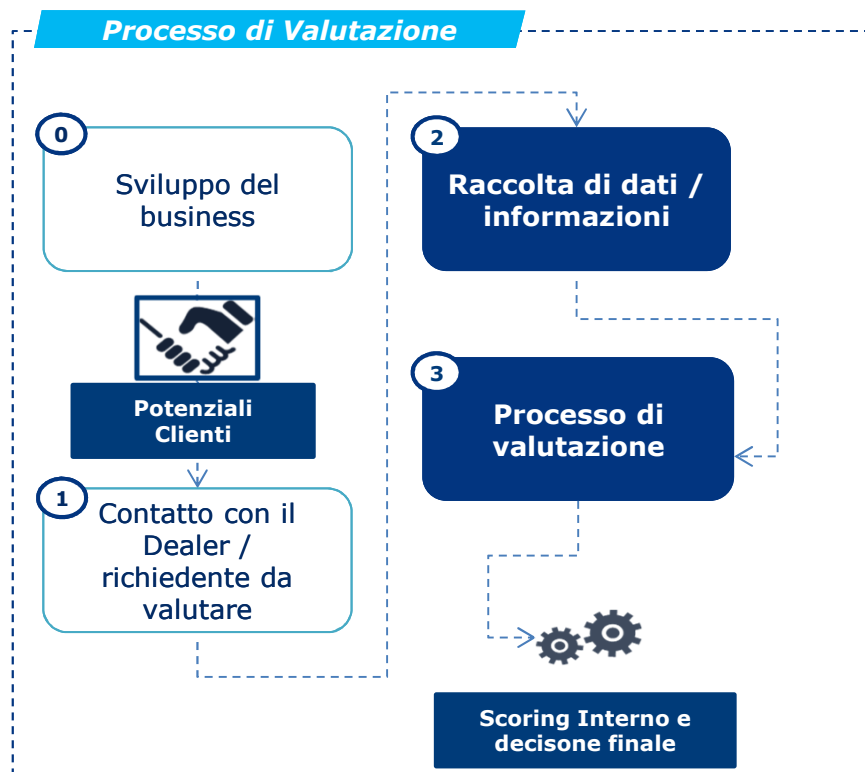 Processo di Valutazione
0
Sviluppo del
business
Potenziali
Clienti
1
Contatto con il
Dealer /
richiedente da
valutare
2
Raccolta di dati /
informazioni
3
Processo di
valutazione
Scoring Interno e
decisone finale